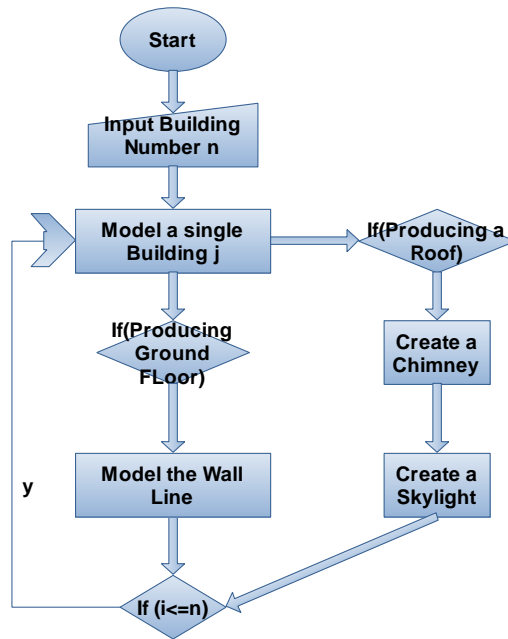 Start
Input Building
Number n
Model a single
Building j
If(Producing a
Roof)
If(Producing
Ground
FLoor)
Create a
Chimney
Model the Wall
Line
Create a
Skylight
y
If (i<=n)